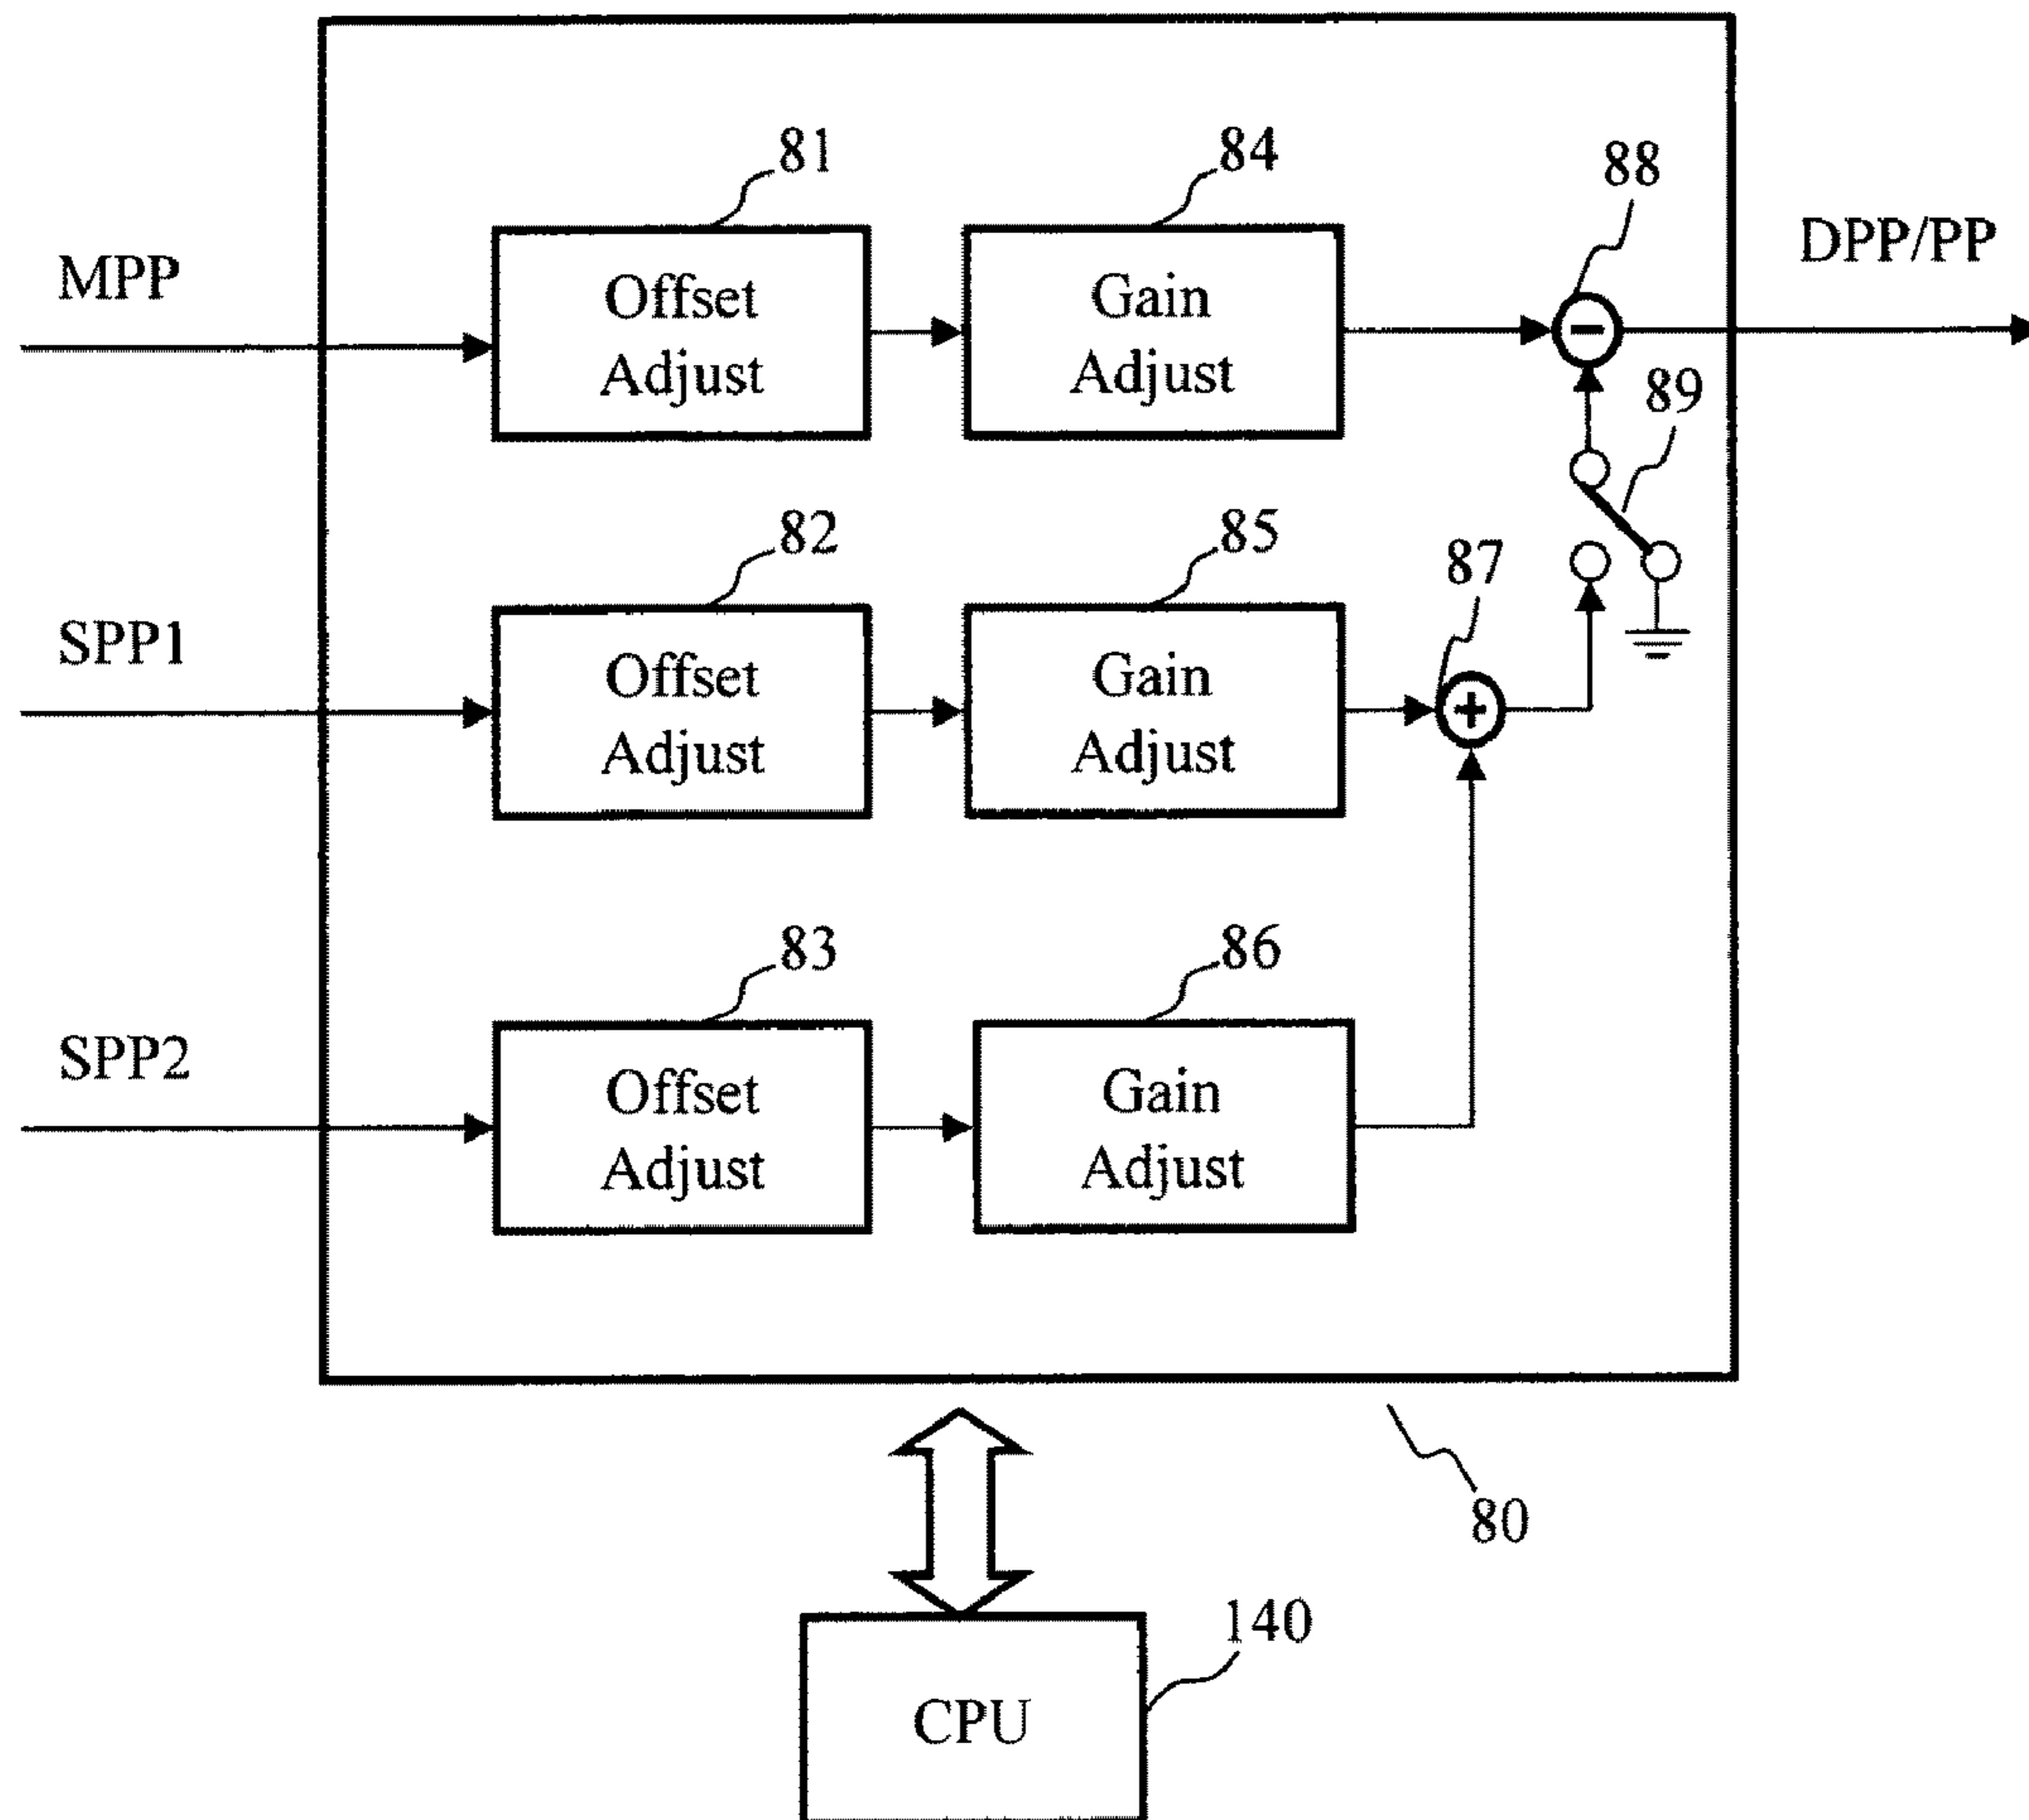 81
84
88
DPP/PP
MPP
Offset
Adjust
Gain
Adjust
89
82
85
87
SPP1
Offset
Adjust
Gain
Adjust
+
83
86
SPP2
Offset
Adjust
Gain
Adjust
80
140
CPU